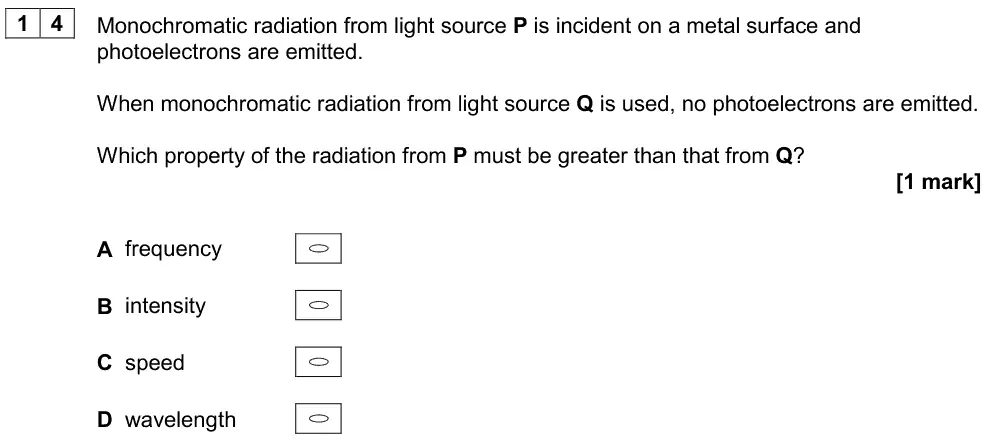 1 4 Monochromatic radiation from light source P is incident on a metal surface and
photoelectrons are emitted.
When monochromatic radiation from light source Q is used, no photoelectrons are emitted.
Which property of the radiation from P must be greater than that from Q?
[1 mark]
A frequency
B intensity
C speed
D wavelength